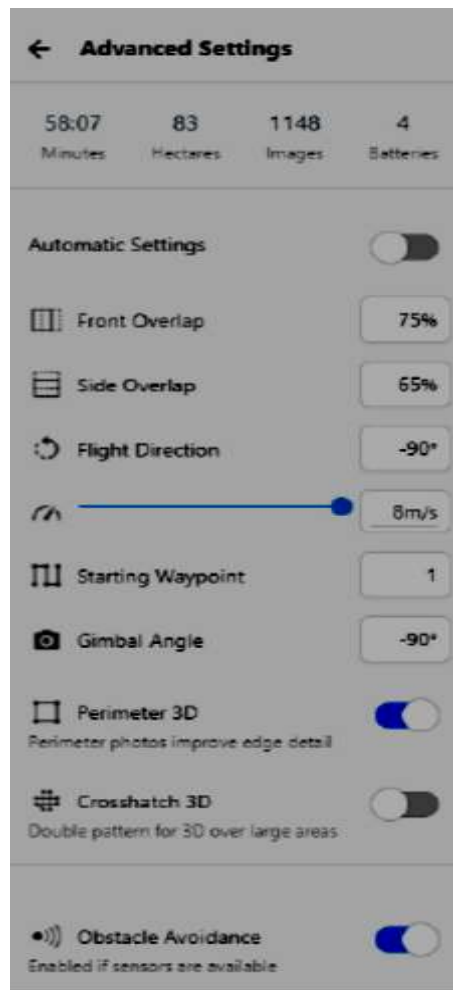 Advanced Settings
58:07 83 1148 4
Minutes Hectares Images Batteries
Automatic Settings
Front Overlap 75%
Side Overlap 65%
Flight Direction -90°
8m/s
Starting Waypoint 1
Gimbal Angle -90°
Perimeter 3D
Perimeter photos improve edge detail
Crosshatch 3D
Double pattern for 3D over large areas
Obstacle Avoidance
Enabled if sensors are available